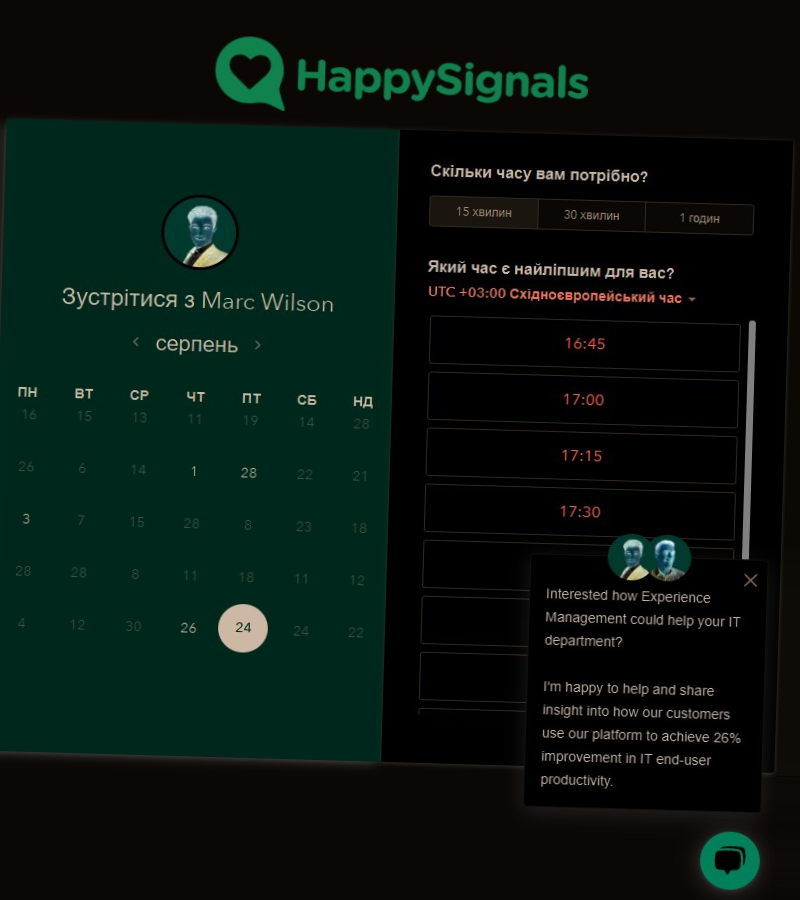 HappySignals
Зустрітися з Marc Wilson
серпень
ПН ВТ СР ЧТ ПТ СБ НД
16 15 13 11 19 14 28
26 6 14 1 28 22 21
3 7 15 28 8 23 18
28 28 8 11 18 11 12
4 12 30 26 24 24 22
Скільки часу вам потрібно?
15 хвилин 30 хвилин 1 годин
Який час є найліпшим для вас?
UTC +03:00 Східноєвропейський час
16:45
17:00
17:15
17:30
Interested how Experience
Management could help your IT
department?
I'm happy to help and share
insight into how our customers
use our platform to achieve 26%
improvement in IT end-user
productivity.